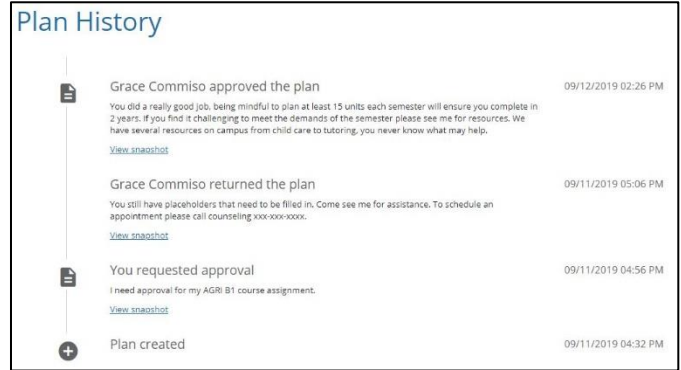 Plan History
Grace Commiso approved the plan
09/12/2019 02:26 PM
You did a really good job, being mindful to plan at least 15 units each semester will ensure you complete in
2 years. If you find it challenging to meet the demands of the semester please see me for resources. We
have several resources on campus from child care to tutoring, you never know what may help.
View snapshot
Grace Commiso returned the plan
09/11/2019 05:06 PM
You still have placeholders that need to be filled in. Come see me for assistance. To schedule an
appointment please call counseling xxx-xxx-xxxx.
View snapshot
You requested approval
09/11/2019 04:56 PM
I need approval for my AGRI B1 course assignment.
View snapshot
Plan created
09/11/2019 04:32 PM